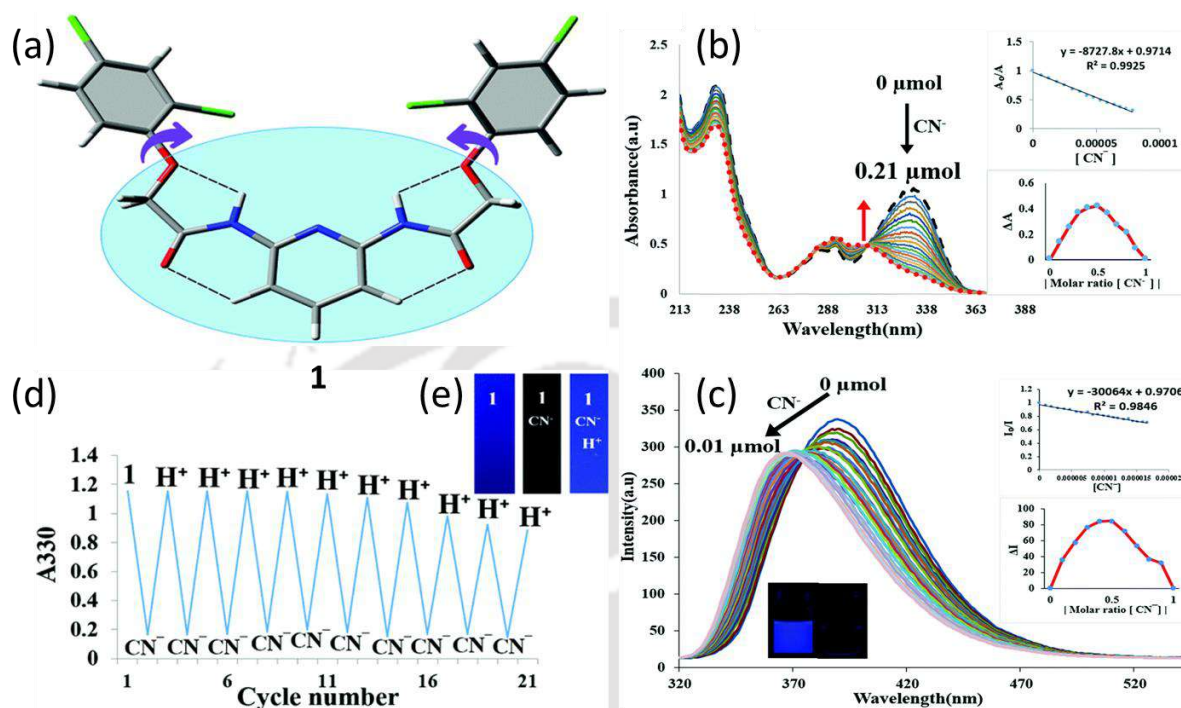 (a)
1
(b)
Absorbance(a.u)
2.5
2
1.5
1
0.5
0
213 238 263 288 313 338 363 388
Wavelength(nm)
0 µmol
CN-
0.21 µmol
y = -8727.8x + 0.9714
R² = 0.9925
A₀/A
1.5
1
0.5
0
0 0.00005 0.0001
[ CN⁻ ]
ΔA
0.6
0.4
0.2
0
0 0.5 1
| Molar ratio [ CN⁻ ] |
(d)
A330
1.4
1.2
1
0.8
0.6
0.4
0.2
0
1 H⁺ H⁺ H⁺ H⁺ H⁺ H⁺ H⁺ H⁺ H⁺ H⁺
CN⁻ CN⁻ CN⁻ CN⁻ CN⁻ CN⁻ CN⁻ CN⁻ CN⁻ CN⁻
1 6 11 16 21
Cycle number
(e)
1
1
CN⁻
1
CN⁻
H⁺
(c)
Intensity(a.u)
400
350
300
250
200
150
100
50
0
320 370 420 470 520
Wavelength(nm)
0 µmol
CN-
0.01 µmol
y = -30064x + 0.9706
R² = 0.9846
I₀/I
1.5
1
0.5
0
0 0.000005 0.00001 0.000015 0.00002
[CN⁻]
ΔI
100
80
60
40
20
0
0 0.5 1
| Molar ratio [ CN⁻ ] |